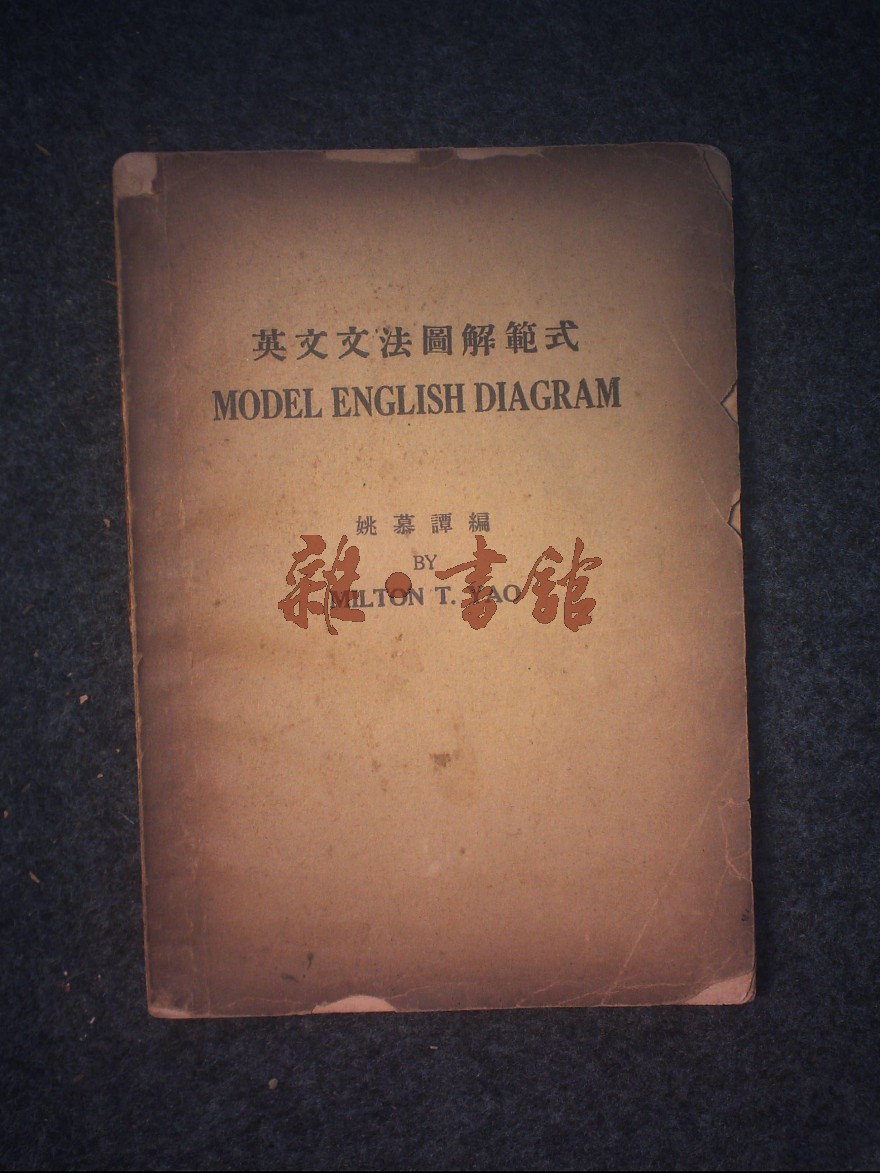 英文文法圖解範式
MODEL ENGLISH DIAGRAM
姚慕譚編
BY
MILTON T. YAO
雜·書館